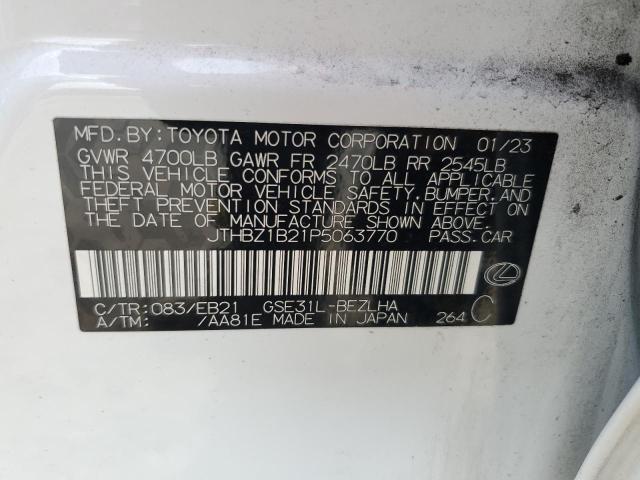 MFD.BY:TOYOTA MOTOR CORPORATION 01/23
GVWR 4700LB GAWR FR 2470LB RR 2545LB
THIS VEHICLE CONFORMS TO ALL APPLICABLE
FEDERAL MOTOR VEHICLE SAFETY,BUMPER,AND
THEFT PREVENTION STANDARDS IN EFFECT ON
THE DATE OF MANUFACTURE SHOWN ABOVE.
JTHBZ1B21P5063770 PASS.CAR
C/TR:083/EB21 GSE31L-BEZLHA
A/TM: /AA81E MADE IN JAPAN 264 C